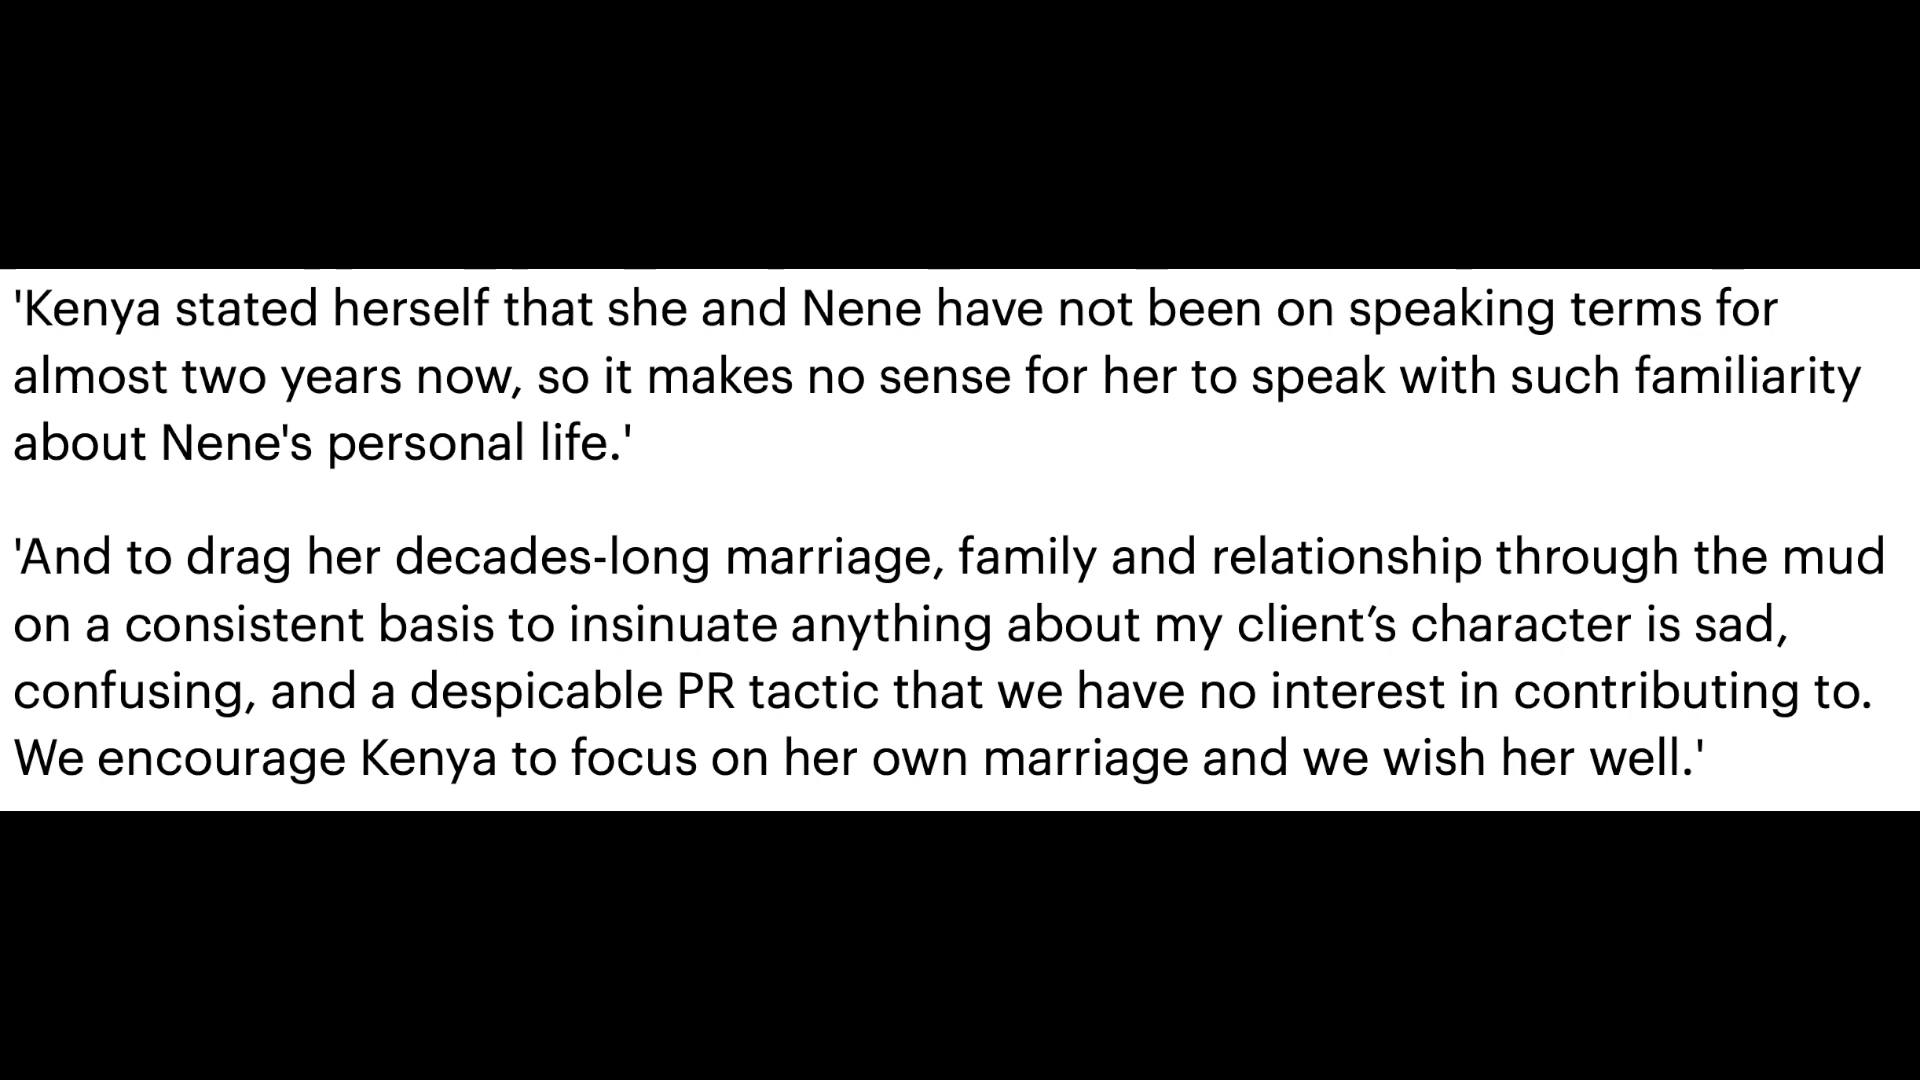 'Kenya stated herself that she and Nene have not been on speaking terms for
almost two years now, so it makes no sense for her to speak with such familiarity
about Nene's personal life.'
'And to drag her decades-long marriage, family and relationship through the mud
on a consistent basis to insinuate anything about my client’s character is sad,
confusing, and a despicable PR tactic that we have no interest in contributing to.
We encourage Kenya to focus on her own marriage and we wish her well.'